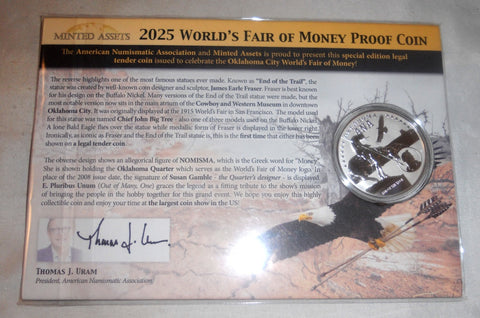 MINTED ASSETS
2025 WORLD'S FAIR OF MONEY PROOF COIN
The American Numismatic Association and Minted Assets is proud to present this special edition legal
tender coin issued to celebrate the Oklahoma City World's Fair of Money!
The reverse highlights one of the most famous statues ever made. Known as "End of the Trail", the
statue was created by well-known coin designer and sculptor, James Earle Fraser. Fraser is best known
for his design on the Buffalo Nickel. Many versions of the End of the Trail statue were made, but the
most notable version now sits in the main atrium of the Cowboy and Western Museum in downtown
Oklahoma City. It was originally displayed at the 1915 World's Fair in San Francisco. The model used
for this statue was named Chief John Big Tree - also one of three models used on the Buffalo Nickel.
A lone Bald Eagle flies over the statue while medallic form of Fraser is displayed in the lower right.
Ironically, as iconic as Fraser and the End of the Trail statue is, this is the first time that either has been
shown on a legal tender coin.
The obverse design shows an allegorical figure of NOMISMA, which is the Greek word for "Money".
She is shown holding the Oklahoma Quarter which serves as the World's Fair of Money logo. In
place of the 2008 issue date, the signature of Susan Gamble - the Quarter's designer - is displayed.
E. Pluribus Unum (Out of Many, One) graces the legend as a fitting tribute to the show's mission
of bringing the people in the hobby together for this grand event. We hope you enjoy this highly
collectible coin and enjoy your time at the largest coin show in the US!
Thomas J. Uram
THOMAS J. URAM
President, American Numismatic Association